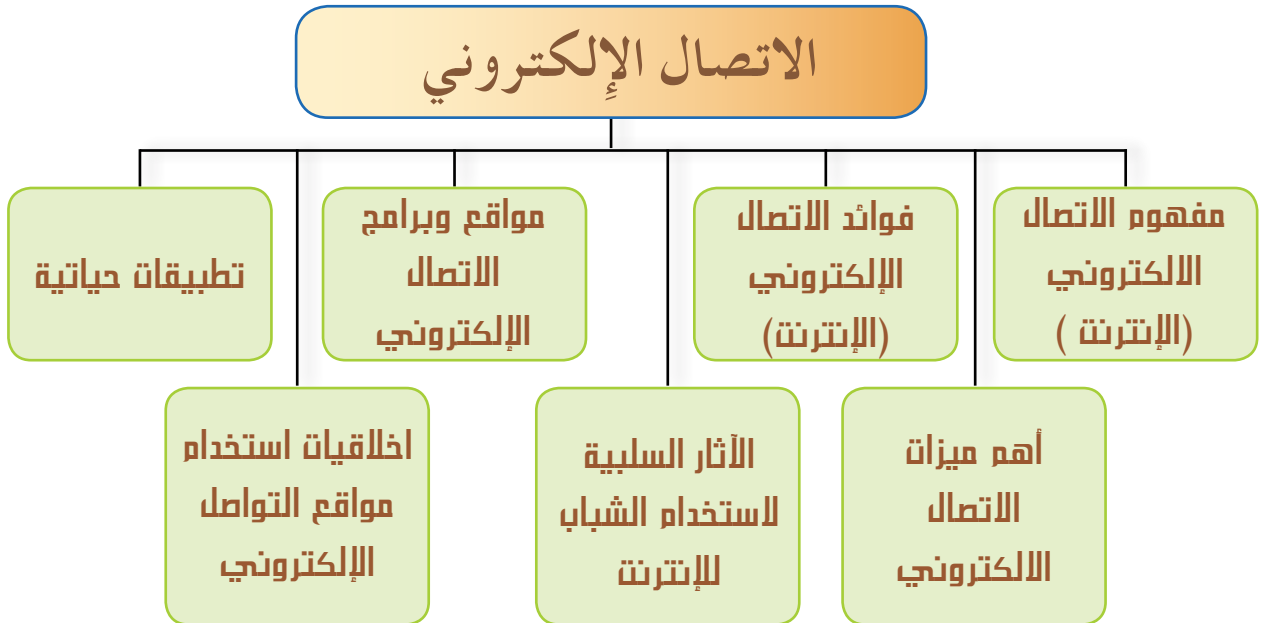 الاتصال الإلكتروني
مفهوم الاتصال
الالكتروني
(الإنترنت )
فوائد الاتصال
الإلكتروني
(الإنترنت)
مواقع وبرامج
الاتصال
الإلكتروني
تطبيقات حياتية
أهم ميزات
الاتصال
الالكتروني
الآثار السلبية
لاستخدام الشباب
للإنترنت
اخلاقيات استخدام
مواقع التواصل
الإلكتروني